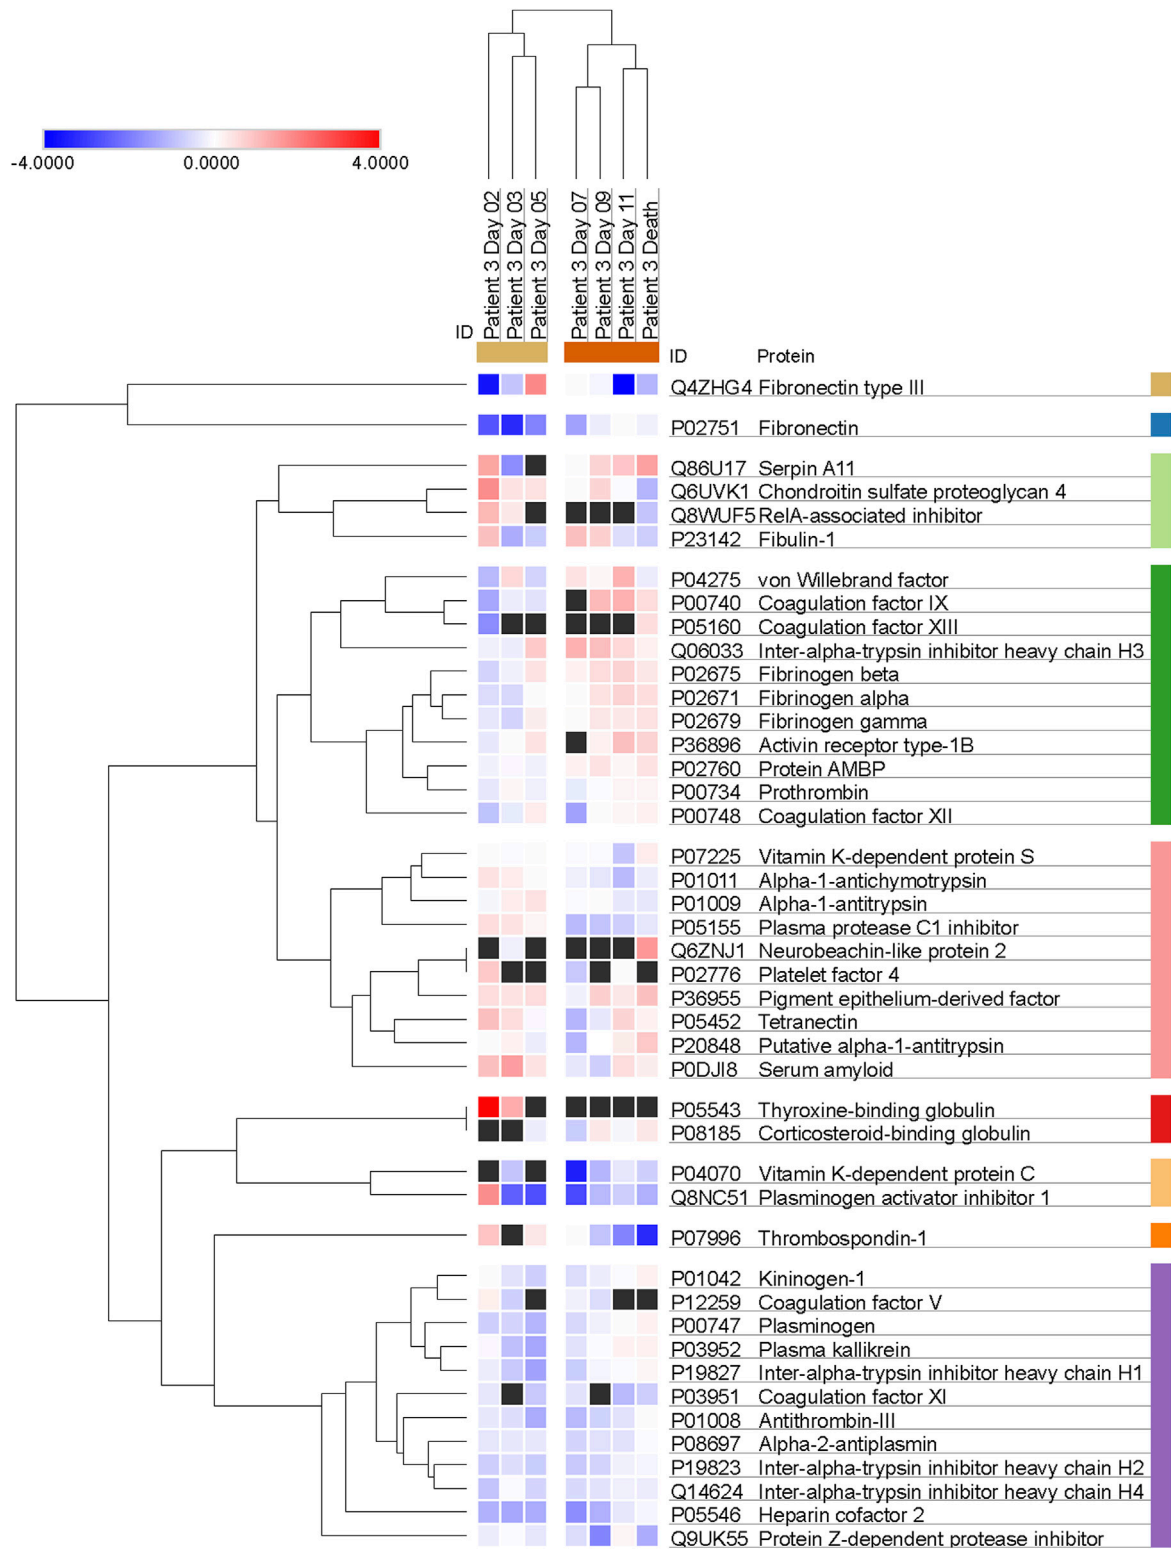 -4.0000 0.0000 4.0000
Patient 3 Day 02
Patient 3 Day 03
Patient 3 Day 05
Patient 3 Day 07
Patient 3 Day 09
Patient 3 Day 11
Patient 3 Death
ID
ID Protein
Q4ZHG4 Fibronectin type III
P02751 Fibronectin
Q86U17 Serpin A11
Q6UVK1 Chondroitin sulfate proteoglycan 4
Q8WUF5 RelA-associated inhibitor
P23142 Fibulin-1
P04275 von Willebrand factor
P00740 Coagulation factor IX
P05160 Coagulation factor XIII
Q06033 Inter-alpha-trypsin inhibitor heavy chain H3
P02675 Fibrinogen beta
P02671 Fibrinogen alpha
P02679 Fibrinogen gamma
P36896 Activin receptor type-1B
P02760 Protein AMBP
P00734 Prothrombin
P00748 Coagulation factor XII
P07225 Vitamin K-dependent protein S
P01011 Alpha-1-antichymotrypsin
P01009 Alpha-1-antitrypsin
P05155 Plasma protease C1 inhibitor
Q6ZNJ1 Neurobeachin-like protein 2
P02776 Platelet factor 4
P36955 Pigment epithelium-derived factor
P05452 Tetranectin
P20848 Putative alpha-1-antitrypsin
P0DJI8 Serum amyloid
P05543 Thyroxine-binding globulin
P08185 Corticosteroid-binding globulin
P04070 Vitamin K-dependent protein C
Q8NC51 Plasminogen activator inhibitor 1
P07996 Thrombospondin-1
P01042 Kininogen-1
P12259 Coagulation factor V
P00747 Plasminogen
P03952 Plasma kallikrein
P19827 Inter-alpha-trypsin inhibitor heavy chain H1
P03951 Coagulation factor XI
P01008 Antithrombin-III
P08697 Alpha-2-antiplasmin
P19823 Inter-alpha-trypsin inhibitor heavy chain H2
Q14624 Inter-alpha-trypsin inhibitor heavy chain H4
P05546 Heparin cofactor 2
Q9UK55 Protein Z-dependent protease inhibitor